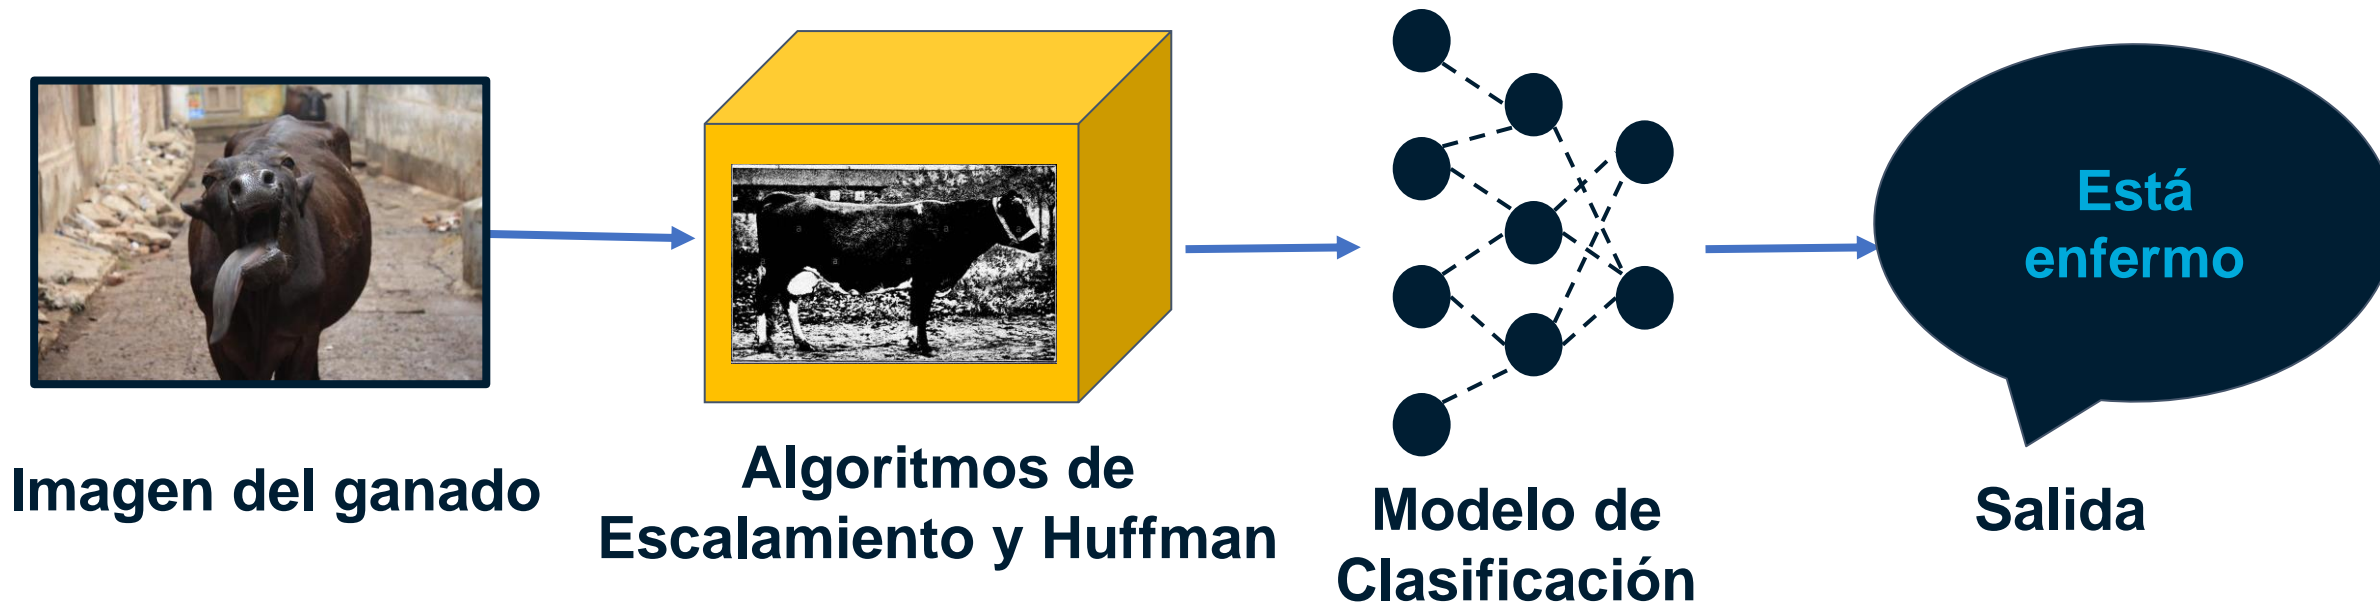 Imagen del ganado
Algoritmos de
Escalamiento y Huffman
Modelo de
Clasificación
Está
enfermo
Salida